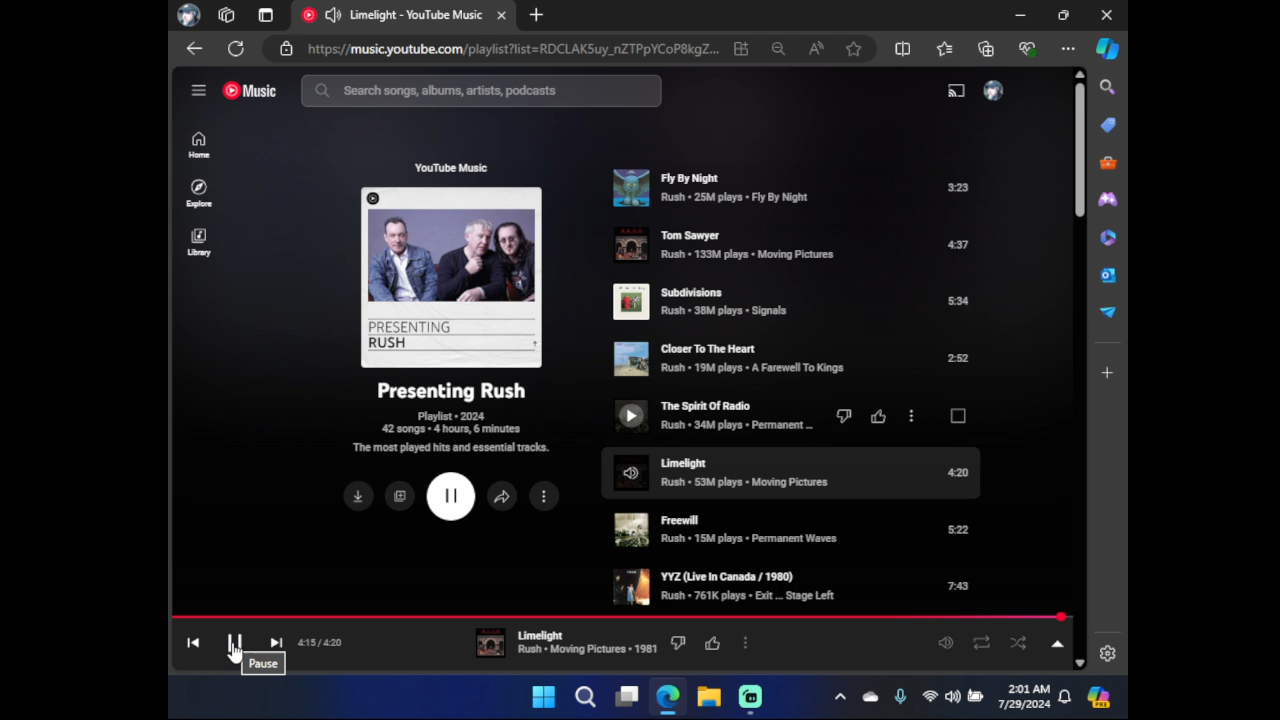 Limelight - YouTube Music
https://music.youtube.com/playlist?list=RDCLAK5uy_nZTPpYCoP8kgZ...
Music
Search songs, albums, artists, podcasts
Home
Explore
Library
YouTube Music
PRESENTING
RUSH
Presenting Rush
Playlist • 2024
42 songs • 4 hours, 6 minutes
The most played hits and essential tracks.
Fly By Night
Rush • 25M plays • Fly By Night
3:23
Tom Sawyer
Rush • 133M plays • Moving Pictures
4:37
Subdivisions
Rush • 38M plays • Signals
5:34
Closer To The Heart
Rush • 19M plays • A Farewell To Kings
2:52
The Spirit Of Radio
Rush • 34M plays • Permanent ...
Limelight
Rush • 53M plays • Moving Pictures
4:20
Freewill
Rush • 15M plays • Permanent Waves
5:22
YYZ (Live In Canada / 1980)
Rush • 761K plays • Exit ... Stage Left
7:43
4:15 / 4:20
Pause
Limelight
Rush • Moving Pictures • 1981
2:01 AM
7/29/2024
PRE